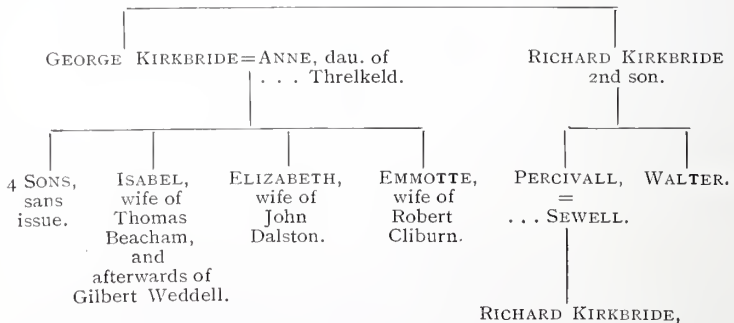 GEORGE KIRKBRIDE=ANNE, dau. of
. . . Threlkeld.
RICHARD KIRKBRIDE
2nd son.
4 SONS,
sans
issue.
ISABEL,
wife of
Thomas
Beacham,
and
afterwards of
Gilbert Weddell.
ELIZABETH,
wife of
John
Dalston.
EMMOTTE,
wife of
Robert
Cliburn.
PERCIVALL,
=
. . . SEWELL.
WALTER.
RICHARD KIRKBRIDE,